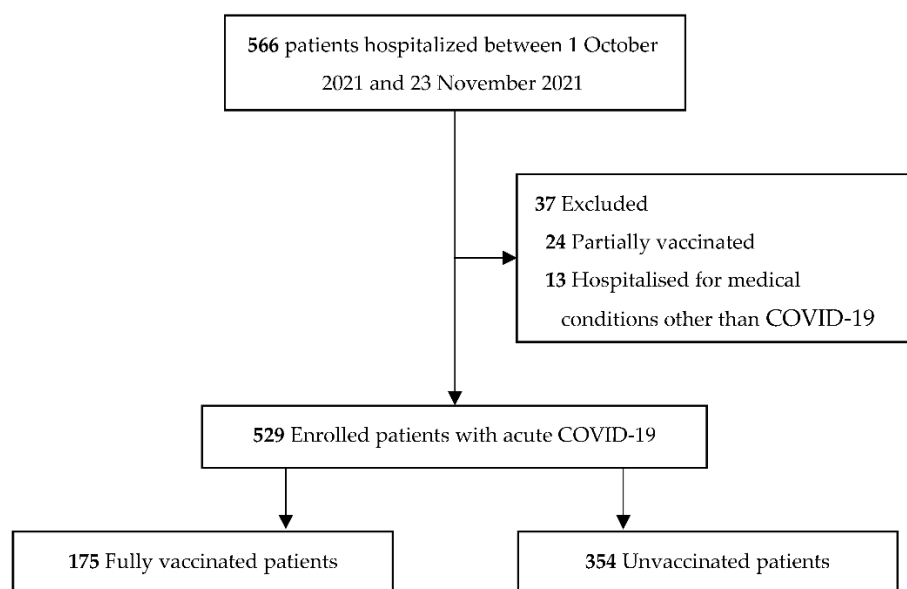 566 patients hospitalized between 1 October
2021 and 23 November 2021
37 Excluded
24 Partially vaccinated
13 Hospitalised for medical
conditions other than COVID-19
529 Enrolled patients with acute COVID-19
175 Fully vaccinated patients
354 Unvaccinated patients